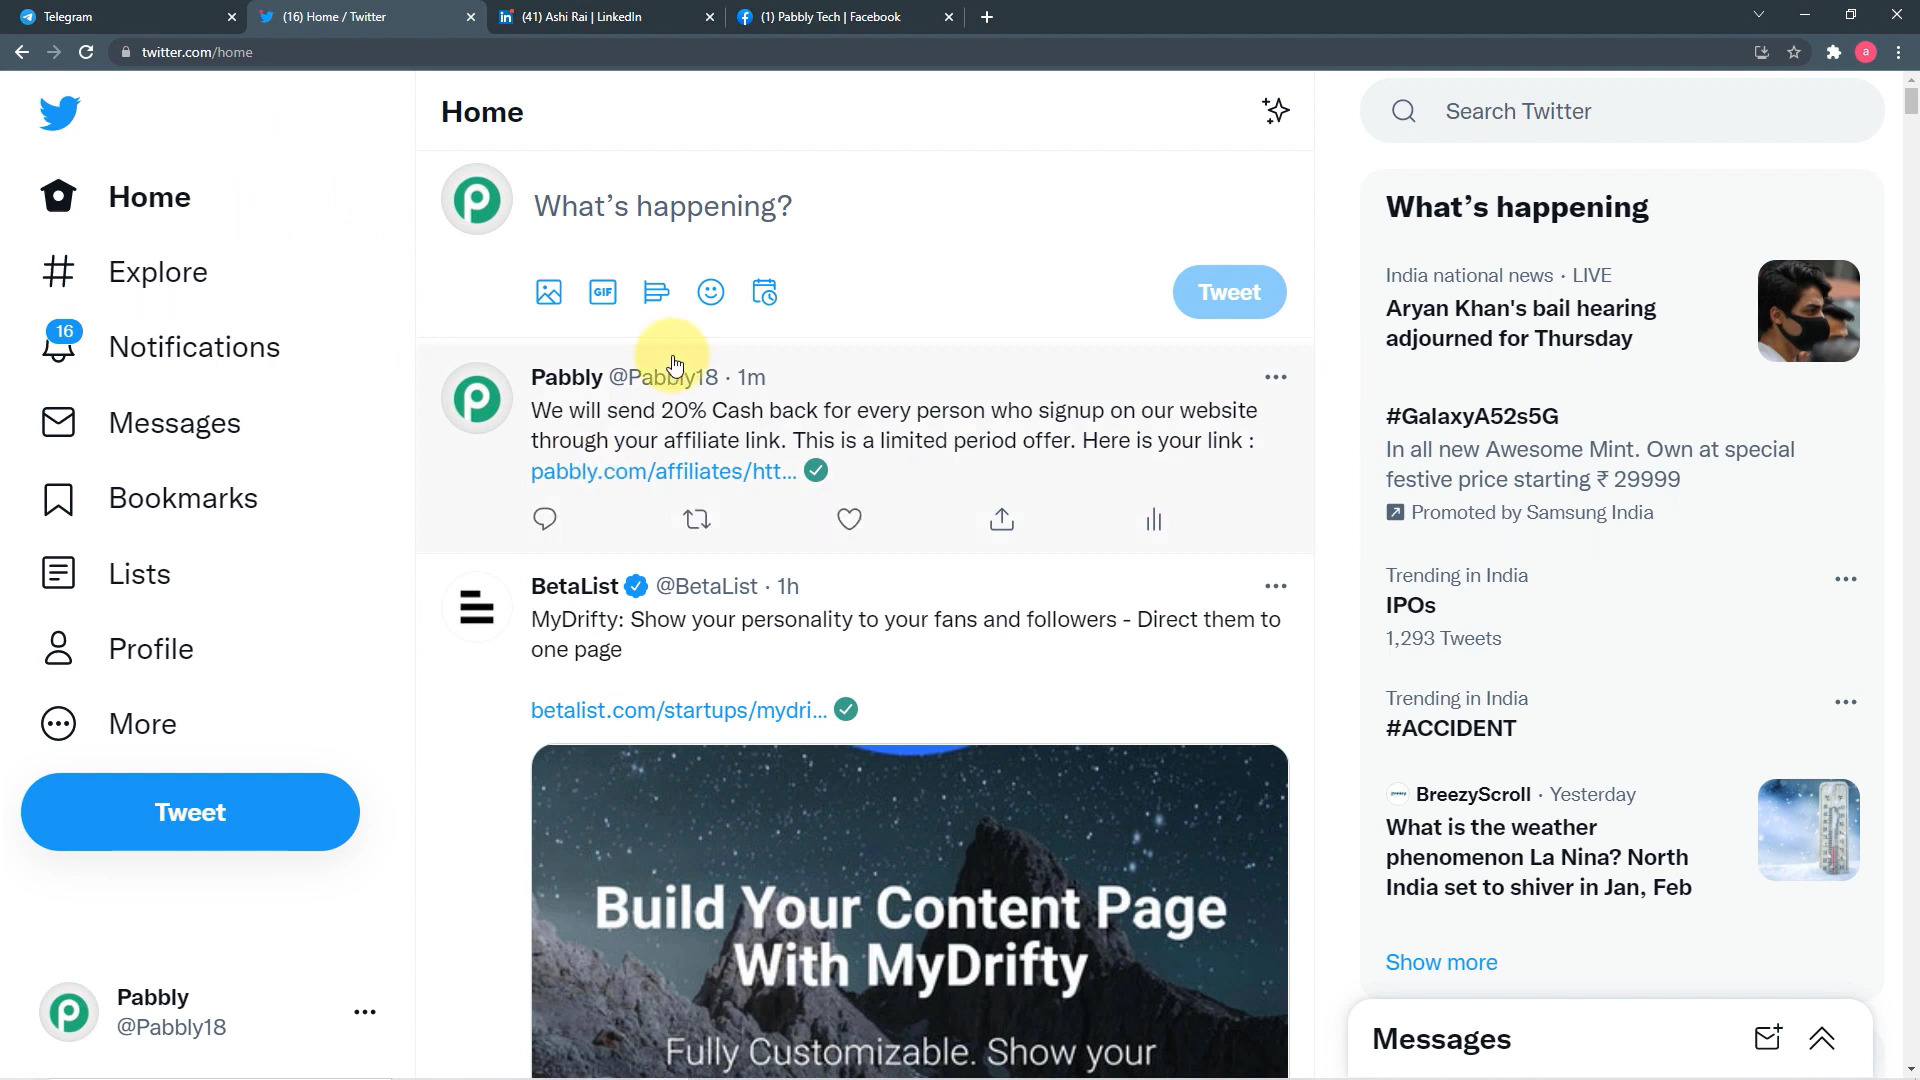 Telegram
(16) Home / Twitter
(41) Ashi Rai | LinkedIn
(1) Pabbly Tech | Facebook
twitter.com/home
a
Home
Explore
16
Notifications
Messages
Bookmarks
Lists
Profile
More
Tweet
Pabbly
@Pabbly18
Home
What's happening?
GIF
Tweet
Pabbly @Pabbly18 · 1m
We will send 20% Cash back for every person who signup on our website
through your affiliate link. This is a limited period offer. Here is your link :
pabbly.com/affiliates/htt...
BetaList @BetaList · 1h
MyDrifty: Show your personality to your fans and followers - Direct them to
one page
betalist.com/startups/mydri...
Build Your Content Page
With MyDrifty
Fully Customizable. Show your
Search Twitter
What's happening
India national news · LIVE
Aryan Khan's bail hearing
adjourned for Thursday
#GalaxyA52s5G
In all new Awesome Mint. Own at special
festive price starting ₹ 29999
Promoted by Samsung India
Trending in India
IPOs
1,293 Tweets
Trending in India
#ACCIDENT
BreezyScroll · Yesterday
What is the weather
phenomenon La Nina? North
India set to shiver in Jan, Feb
Show more
Messages